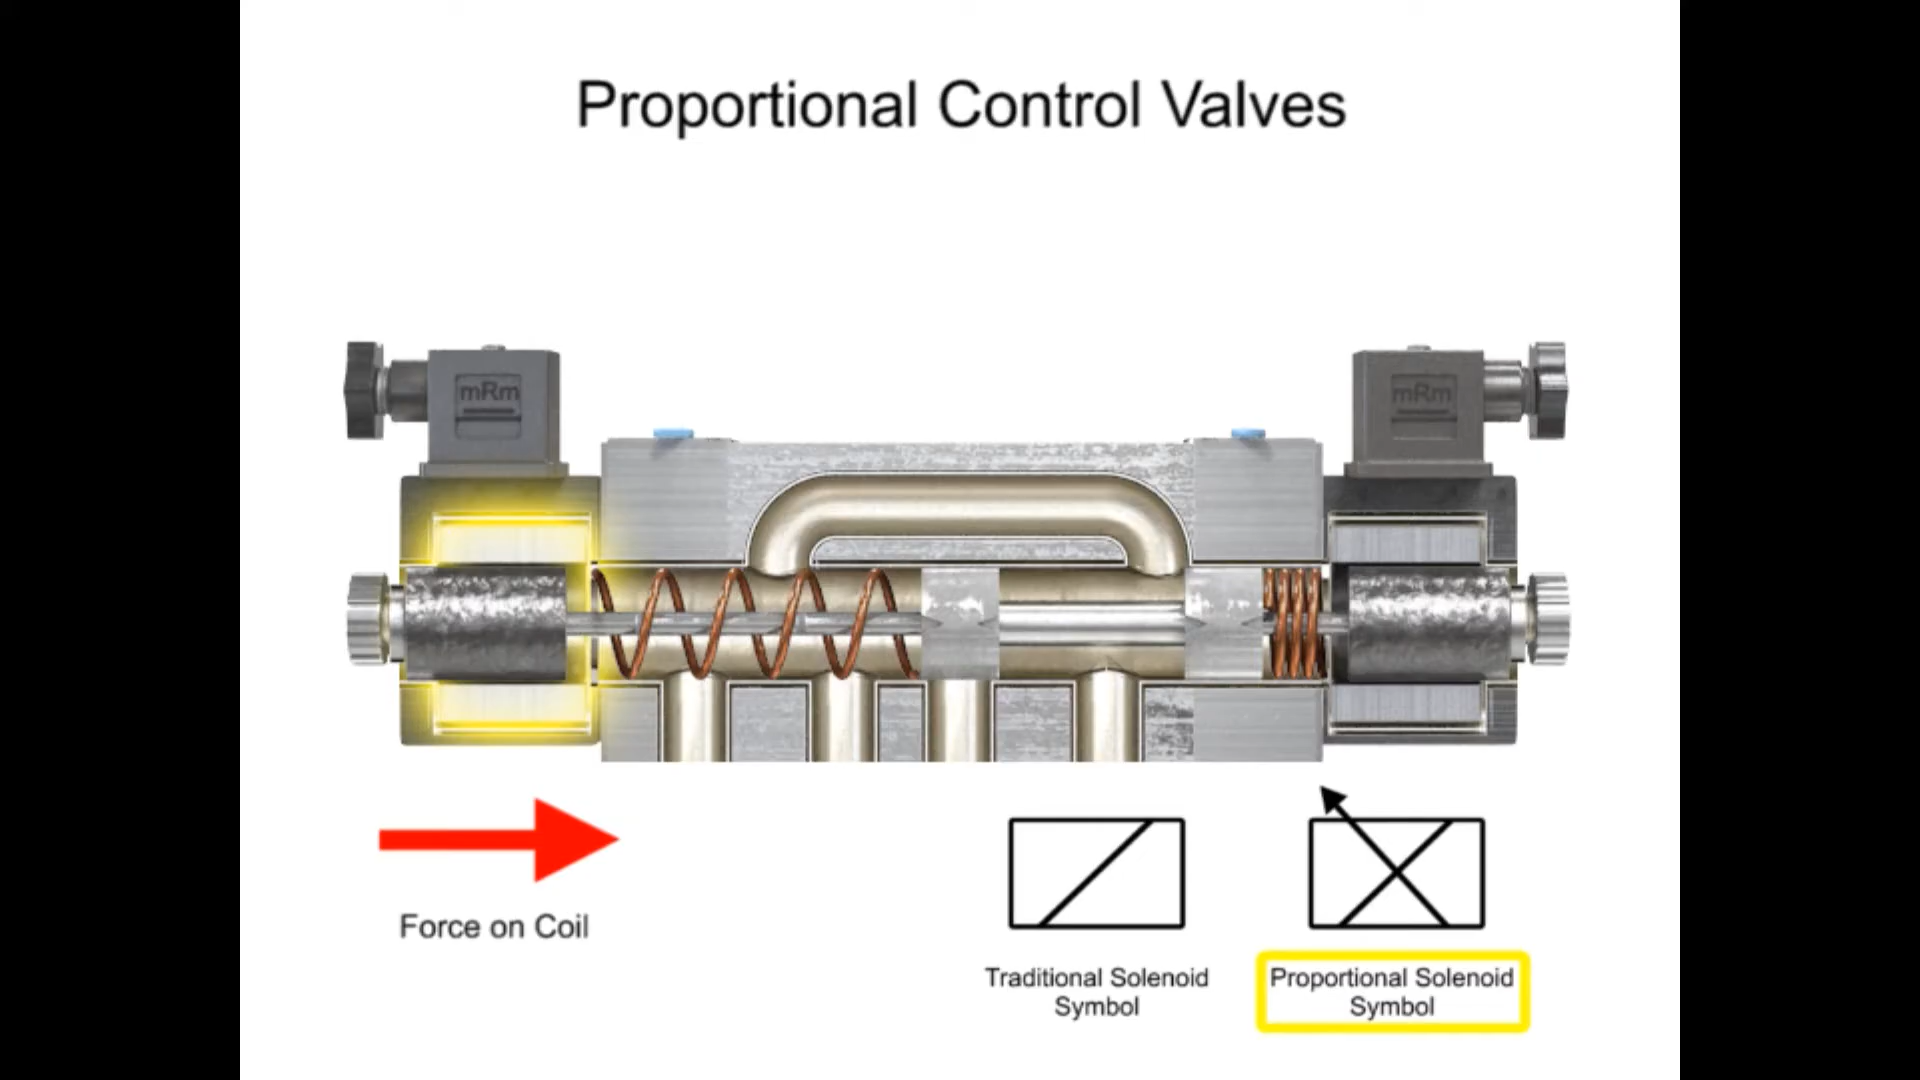 Proportional Control Valves
mRm
mRm
Force on Coil
Traditional Solenoid
Symbol
Proportional Solenoid
Symbol